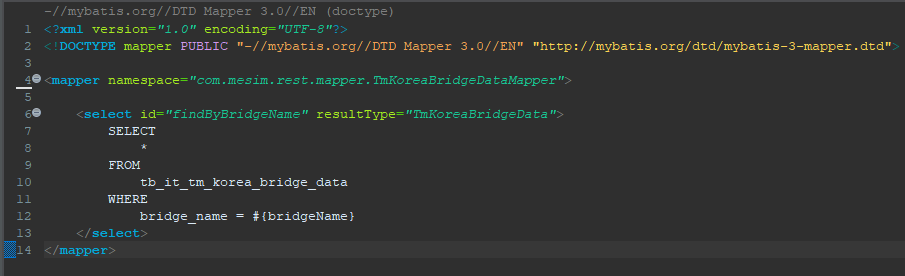 -//mybatis.org//DTD Mapper 3.0//EN (doctype)
1 <?xml version="1.0" encoding="UTF-8"?>
2 <!DOCTYPE mapper PUBLIC "-//mybatis.org//DTD Mapper 3.0//EN" "http://mybatis.org/dtd/mybatis-3-mapper.dtd">
3
4 <mapper namespace="com.mesim.rest.mapper.TmKoreaBridgeDataMapper">
5
6     <select id="findByBridgeName" resultType="TmKoreaBridgeData">
7         SELECT
8             *
9         FROM
10             tb_it_tm_korea_bridge_data
11         WHERE
12             bridge_name = #{bridgeName}
13     </select>
14 </mapper>